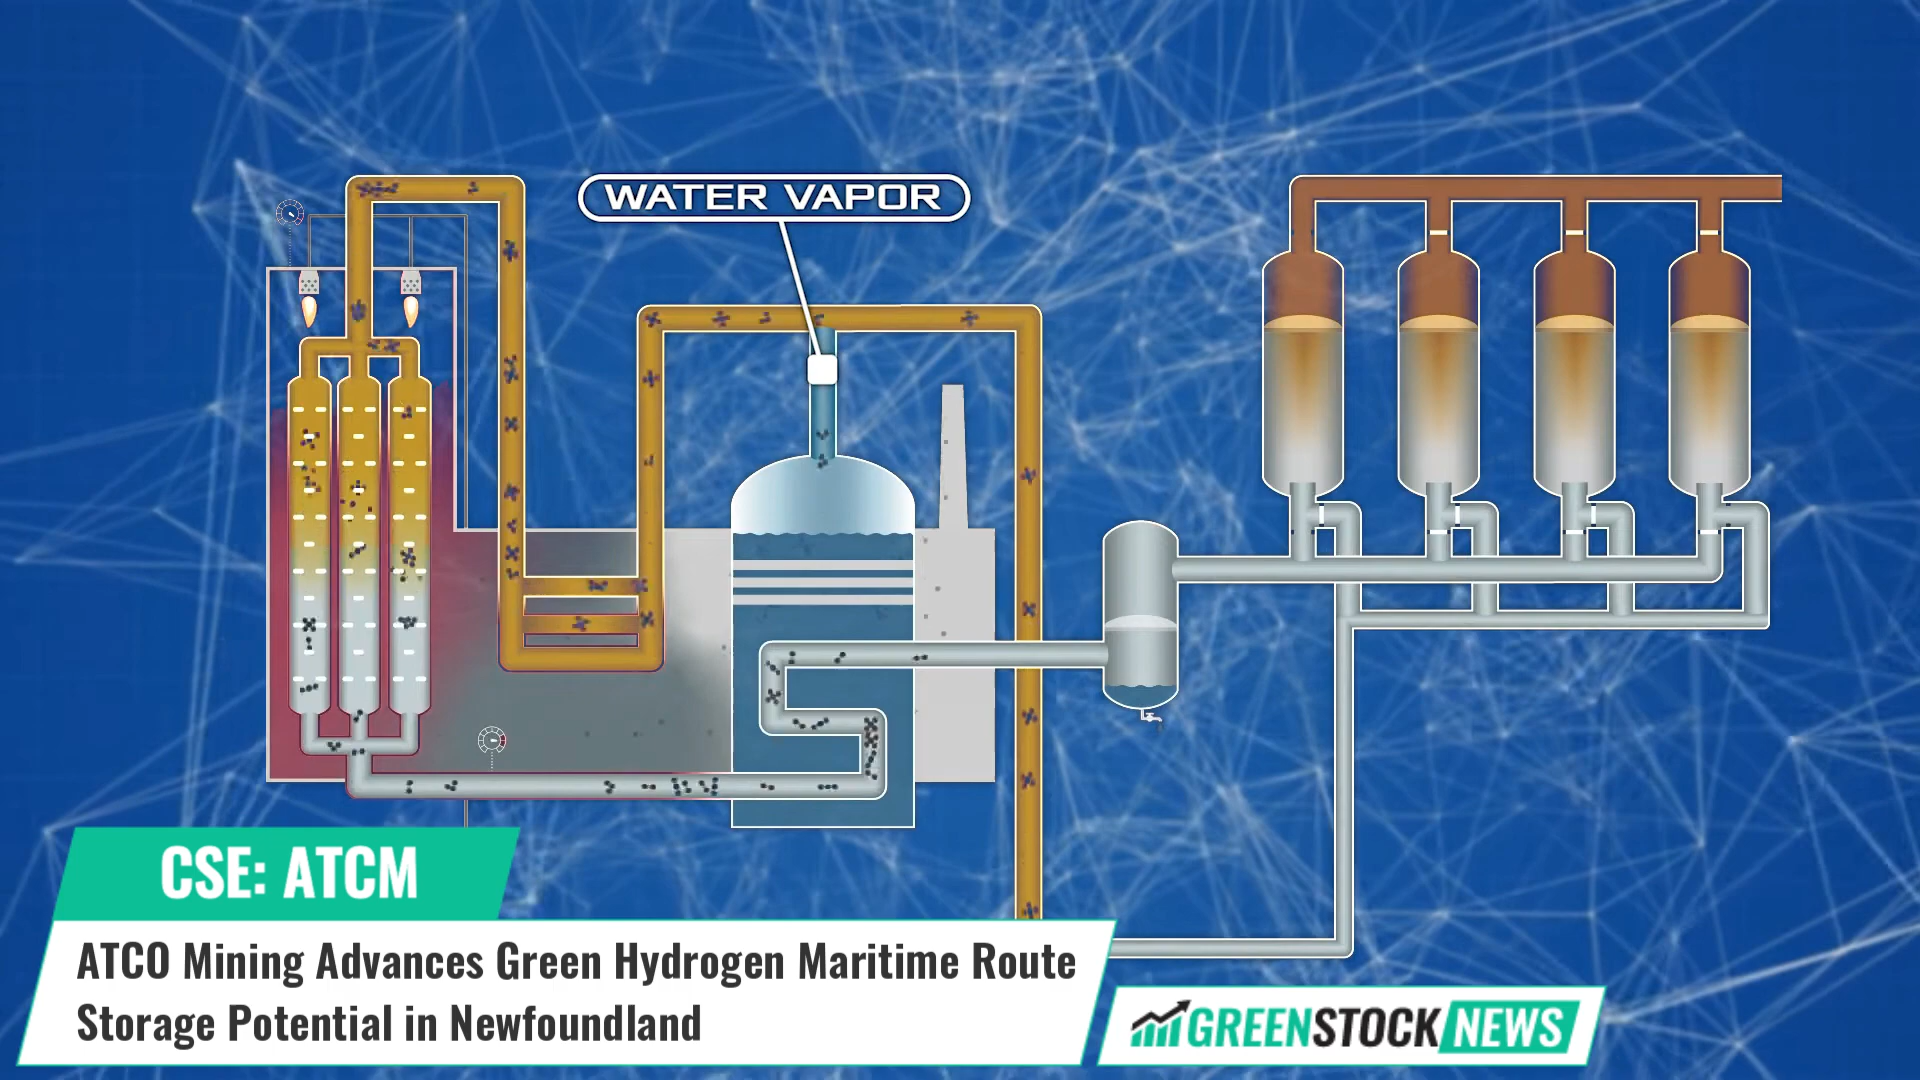 WATER VAPOR
CSE: ATCM
ATCO Mining Advances Green Hydrogen Maritime Route
Storage Potential in Newfoundland
GREENSTOCK NEWS